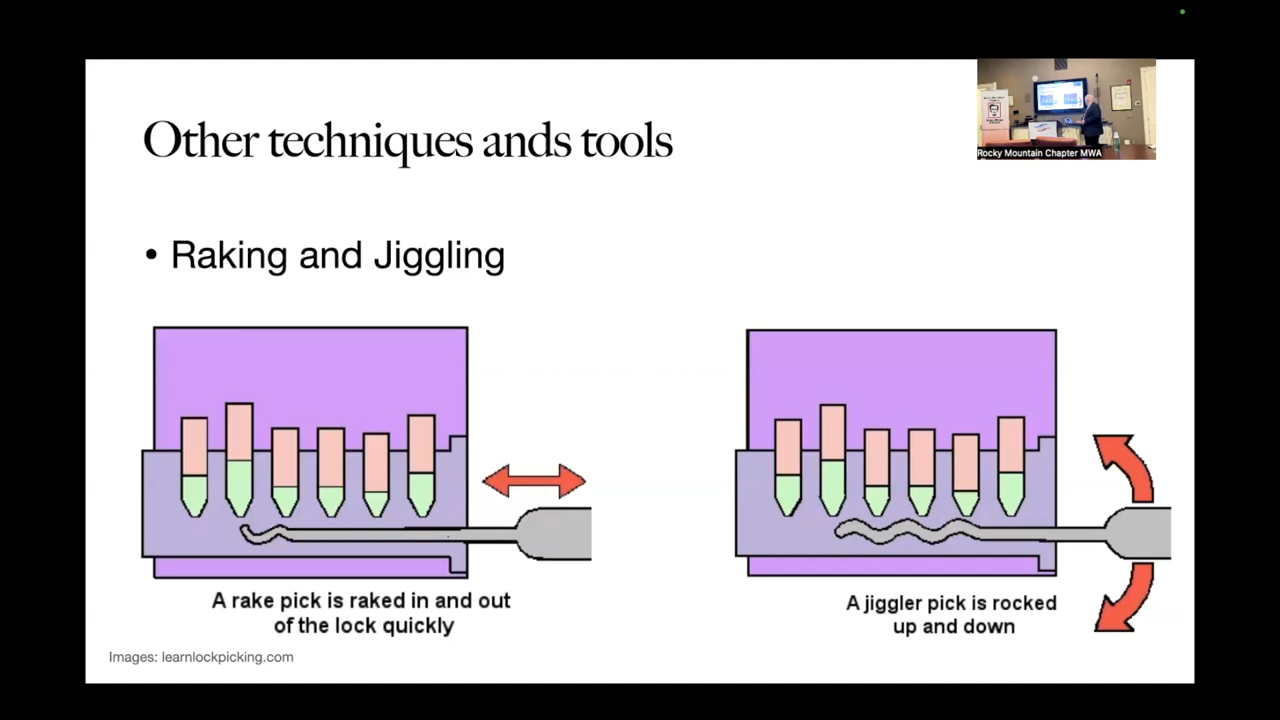 Other techniques ands tools
Rocky Mountain Chapter MWA
• Raking and Jiggling
A rake pick is raked in and out
of the lock quickly
A jiggler pick is rocked
up and down
Images: learnlockpicking.com